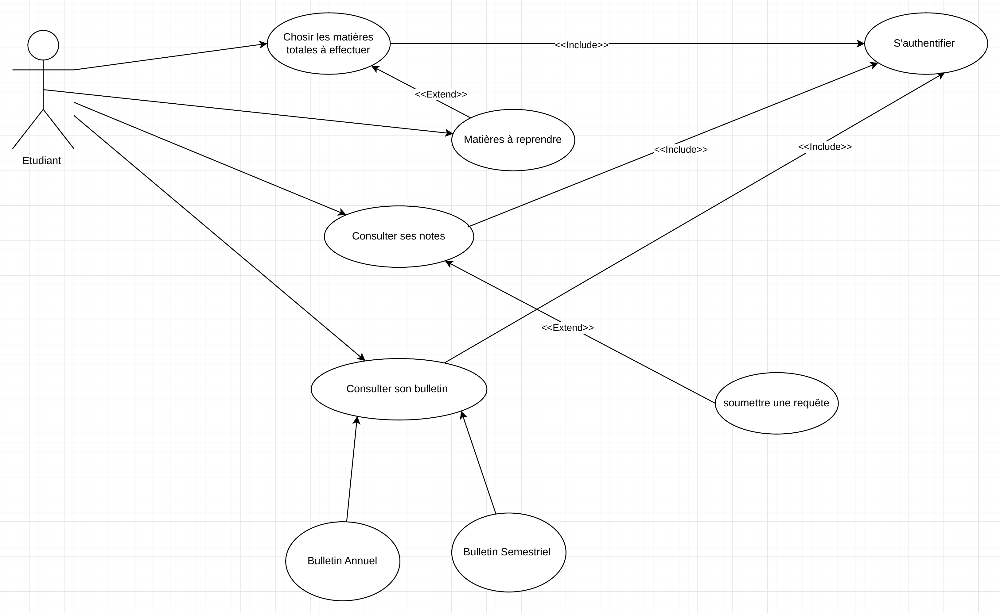 Chosir les matières
totales à effectuer
<<Include>>
S'authentifier
<<Extend>>
Matières à reprendre
<<Include>>
<<Include>>
Etudiant
Consulter ses notes
<<Extend>>
Consulter son bulletin
soumettre une requête
Bulletin Annuel
Bulletin Semestriel